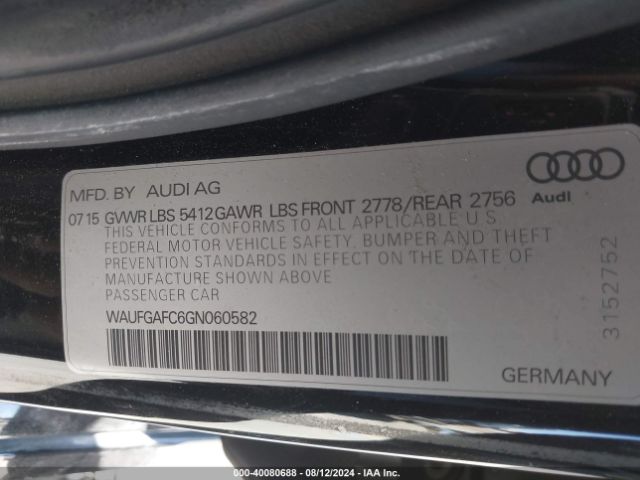 MFD. BY AUDI AG
07 15 GVWR LBS 5412 GAWR LBS FRONT 2778/REAR 2756
Audi
THIS VEHICLE CONFORMS TO ALL APPLICABLE U.S.
FEDERAL MOTOR VEHICLE SAFETY, BUMPER AND THEFT
PREVENTION STANDARDS IN EFFECT ON THE DATE OF
MANUFACTURE SHOWN ABOVE
PASSENGER CAR
WAUFGAFC6GN060582
3152752
GERMANY
000-40080688 - 08/12/2024 - IAA Inc.